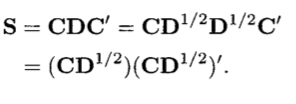 S = CDC′ = CD^{1/2}D^{1/2}C′
= (CD^{1/2})(CD^{1/2})′.